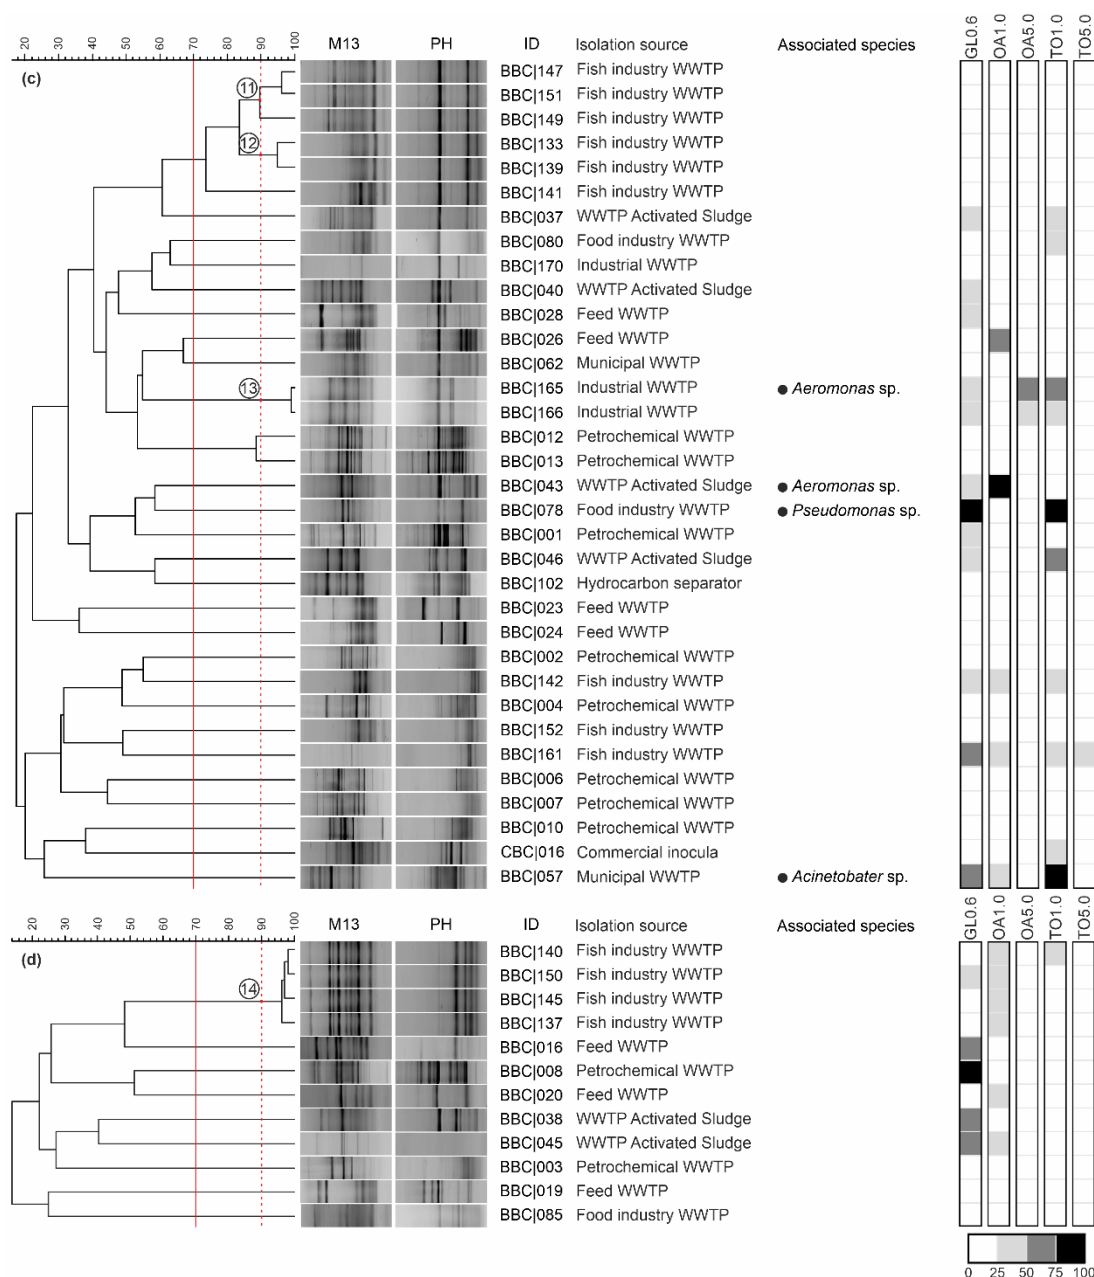 20 30 40 50 60 70 80 90 100 M13 PH ID Isolation source Associated species GL0.6 OA1.0 OA5.0 TO1.0 TO5.0
(c)
BBC|147 Fish industry WWTP
11 BBC|151 Fish industry WWTP
BBC|149 Fish industry WWTP
12 BBC|133 Fish industry WWTP
BBC|139 Fish industry WWTP
BBC|141 Fish industry WWTP
BBC|037 WWTP Activated Sludge
BBC|080 Food industry WWTP
BBC|170 Industrial WWTP
BBC|040 WWTP Activated Sludge
BBC|028 Feed WWTP
BBC|026 Feed WWTP
BBC|062 Municipal WWTP
13 BBC|165 Industrial WWTP ● Aeromonas sp.
BBC|166 Industrial WWTP
BBC|012 Petrochemical WWTP
BBC|013 Petrochemical WWTP
BBC|043 WWTP Activated Sludge ● Aeromonas sp.
BBC|078 Food industry WWTP ● Pseudomonas sp.
BBC|001 Petrochemical WWTP
BBC|046 WWTP Activated Sludge
BBC|102 Hydrocarbon separator
BBC|023 Feed WWTP
BBC|024 Feed WWTP
BBC|002 Petrochemical WWTP
BBC|142 Fish industry WWTP
BBC|004 Petrochemical WWTP
BBC|152 Fish industry WWTP
BBC|161 Fish industry WWTP
BBC|006 Petrochemical WWTP
BBC|007 Petrochemical WWTP
BBC|010 Petrochemical WWTP
CBC|016 Commercial inocula
BBC|057 Municipal WWTP ● Acinetobater sp.
20 30 40 50 60 70 80 90 100 M13 PH ID Isolation source Associated species GL0.6 OA1.0 OA5.0 TO1.0 TO5.0
(d)
BBC|140 Fish industry WWTP
BBC|150 Fish industry WWTP
14 BBC|145 Fish industry WWTP
BBC|137 Fish industry WWTP
BBC|016 Feed WWTP
BBC|008 Petrochemical WWTP
BBC|020 Feed WWTP
BBC|038 WWTP Activated Sludge
BBC|045 WWTP Activated Sludge
BBC|003 Petrochemical WWTP
BBC|019 Feed WWTP
BBC|085 Food industry WWTP
0 25 50 75 100